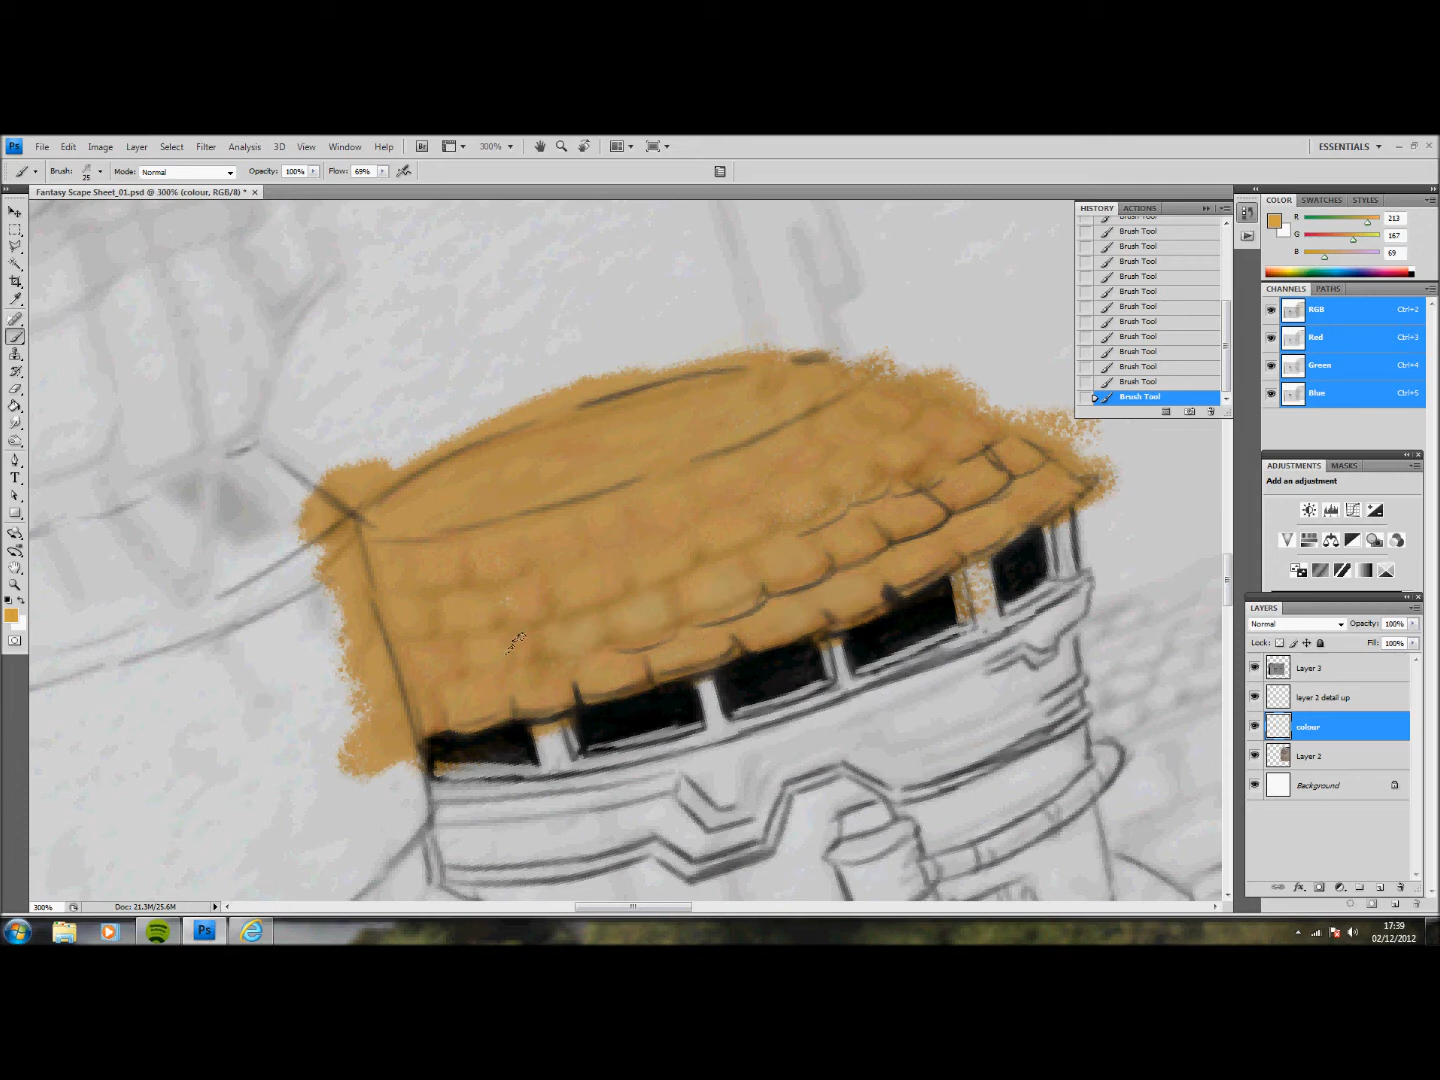 Ps File Edit Image Layer Select Filter Analysis 3D View Window Help Br 300% ESSENTIALS
Brush: 25 Mode: Normal Opacity: 100% Flow: 69%
Fantasy Scape Sheet_01.psd @ 300% (colour, RGB/8) *
HISTORY ACTIONS
Brush Tool
Brush Tool
Brush Tool
Brush Tool
Brush Tool
Brush Tool
Brush Tool
Brush Tool
Brush Tool
Brush Tool
Brush Tool
Brush Tool
Brush Tool
COLOR SWATCHES STYLES
R 213
G 167
B 69
CHANNELS PATHS
RGB Ctrl+2
Red Ctrl+3
Green Ctrl+4
Blue Ctrl+5
ADJUSTMENTS MASKS
Add an adjustment
LAYERS
Normal Opacity: 100%
Lock: Fill: 100%
Layer 3
layer 2 detail up
colour
Layer 2
Background
300% Doc: 21.3M/25.6M
Ps
17:39
02/12/2012